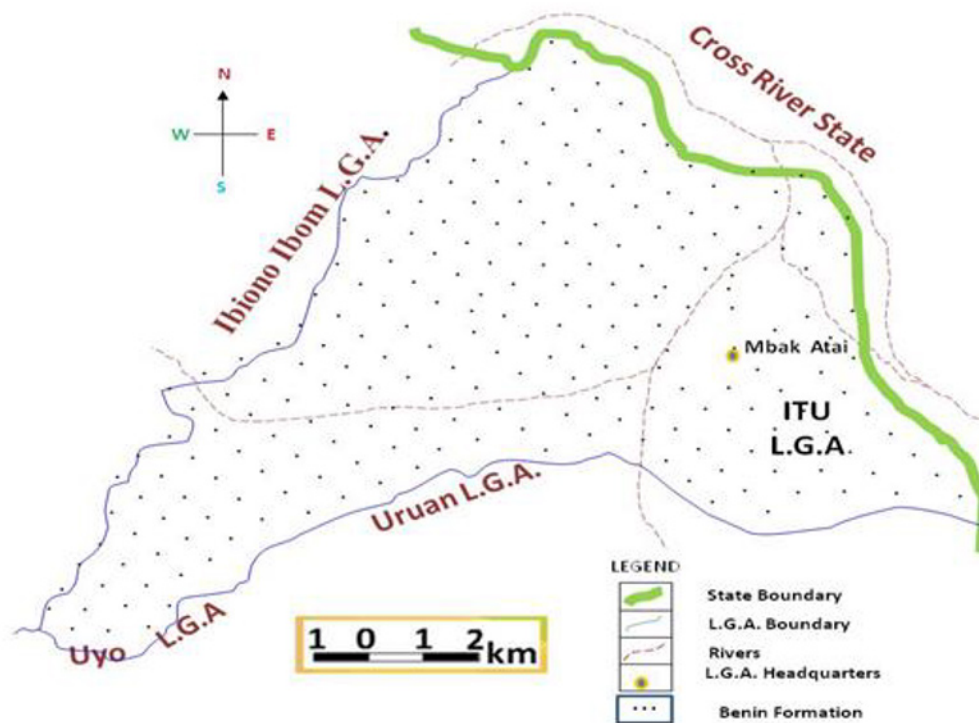 N
W E
S
Cross River State
Ibiono Ibom L.G.A.
Mbak Atai
ITU
L.G.A.
Uruan L.G.A.
Uyo L.G.A
1 0 1 2 km
LEGEND
State Boundary
L.G.A. Boundary
Rivers
L.G.A. Headquarters
Benin Formation